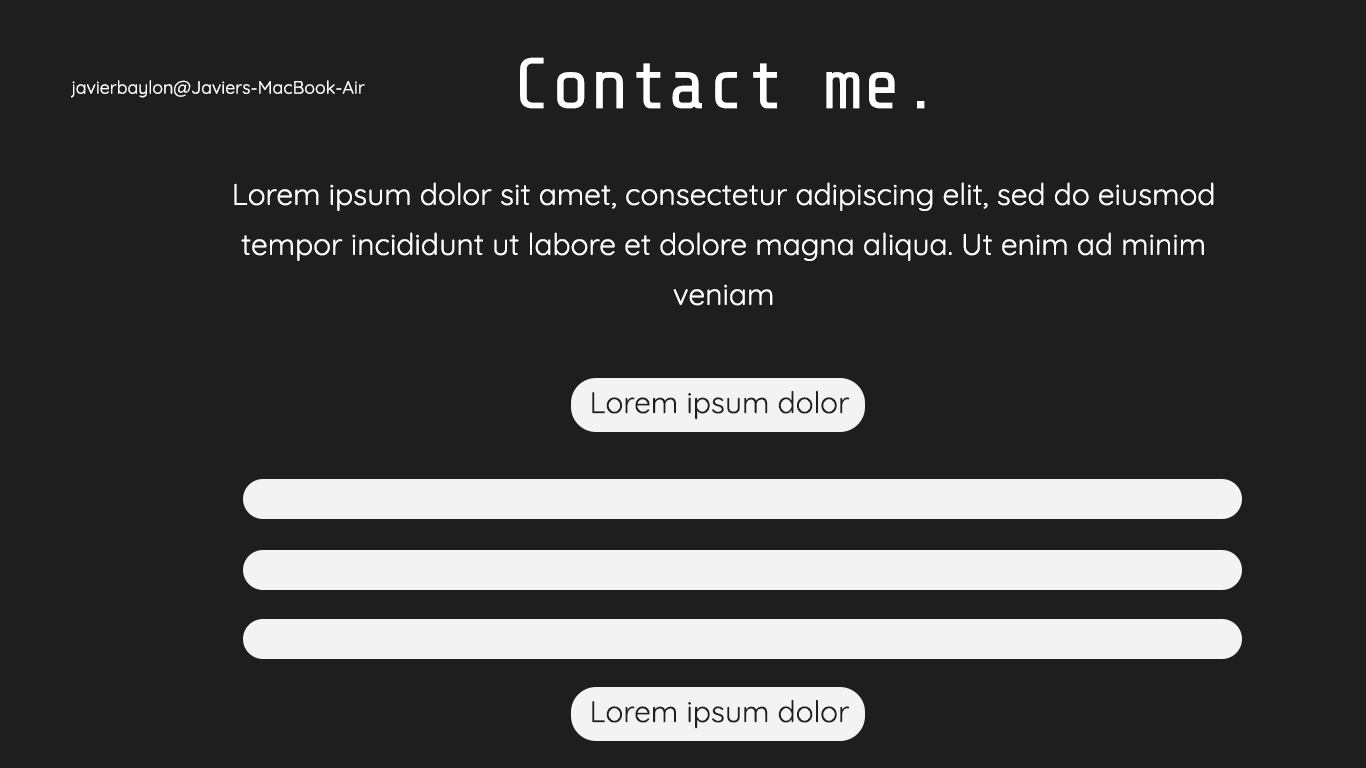 javierbaylon@Javiers-MacBook-Air
Contact me.
Lorem ipsum dolor sit amet, consectetur adipiscing elit, sed do eiusmod
tempor incididunt ut labore et dolore magna aliqua. Ut enim ad minim
veniam
Lorem ipsum dolor
Lorem ipsum dolor